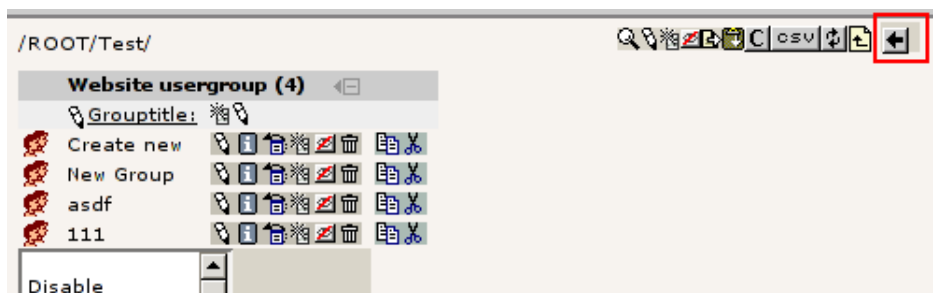 /ROOT/Test/ C csv
Website usergroup (4)
Grouptitle:
Create new
New Group
asdf
111
Disable